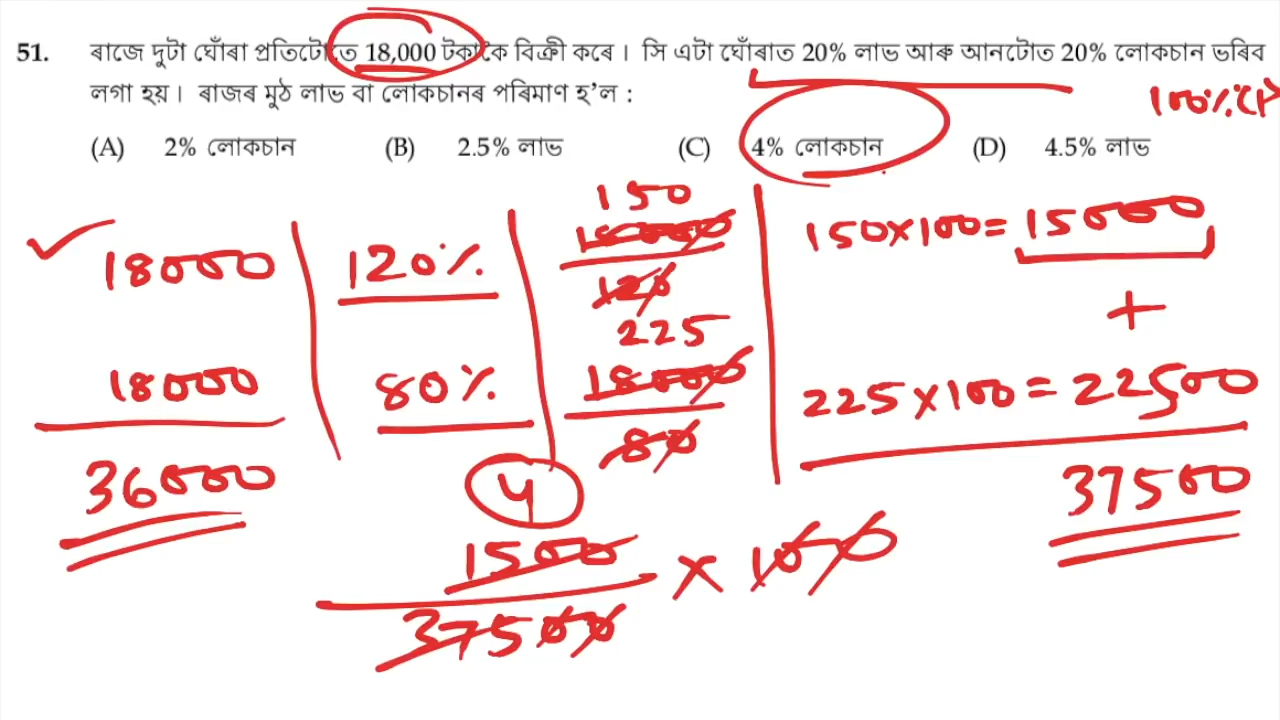 51. ৰাজে দুটা ঘোঁৰা প্ৰতিটোতে 18,000 টকাকৈ বিক্ৰী কৰে । সি এটা ঘোঁৰাত 20% লাভ আৰু আনটোত 20% লোকচান ভৰিব
লগা হয় । ৰাজৰ মুঠ লাভ বা লোকচানৰ পৰিমাণ হ'ল :
100% CP
(A) 2% লোকচান (B) 2.5% লাভ (C) 4% লোকচান (D) 4.5% লাভ
18000 120% 150 18000 120 150×100=15000
+
18000 80% 225 18000 80 225×100=22500
36000 37500
4
1500 × 100
37500